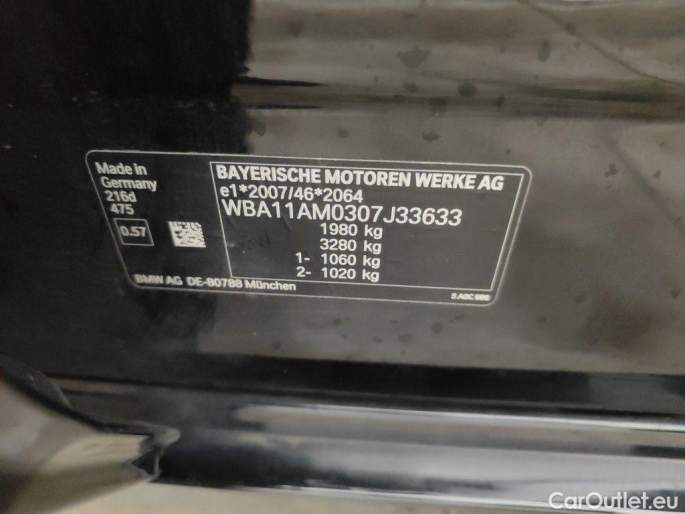 Made in
Germany
216d
475
0.57
BAYERISCHE MOTOREN WERKE AG
e1*2007/46*2064
WBA11AM0307J33633
1980 kg
3280 kg
1- 1060 kg
2- 1020 kg
BMW AG DE-80788 München
CarOutlet.eu